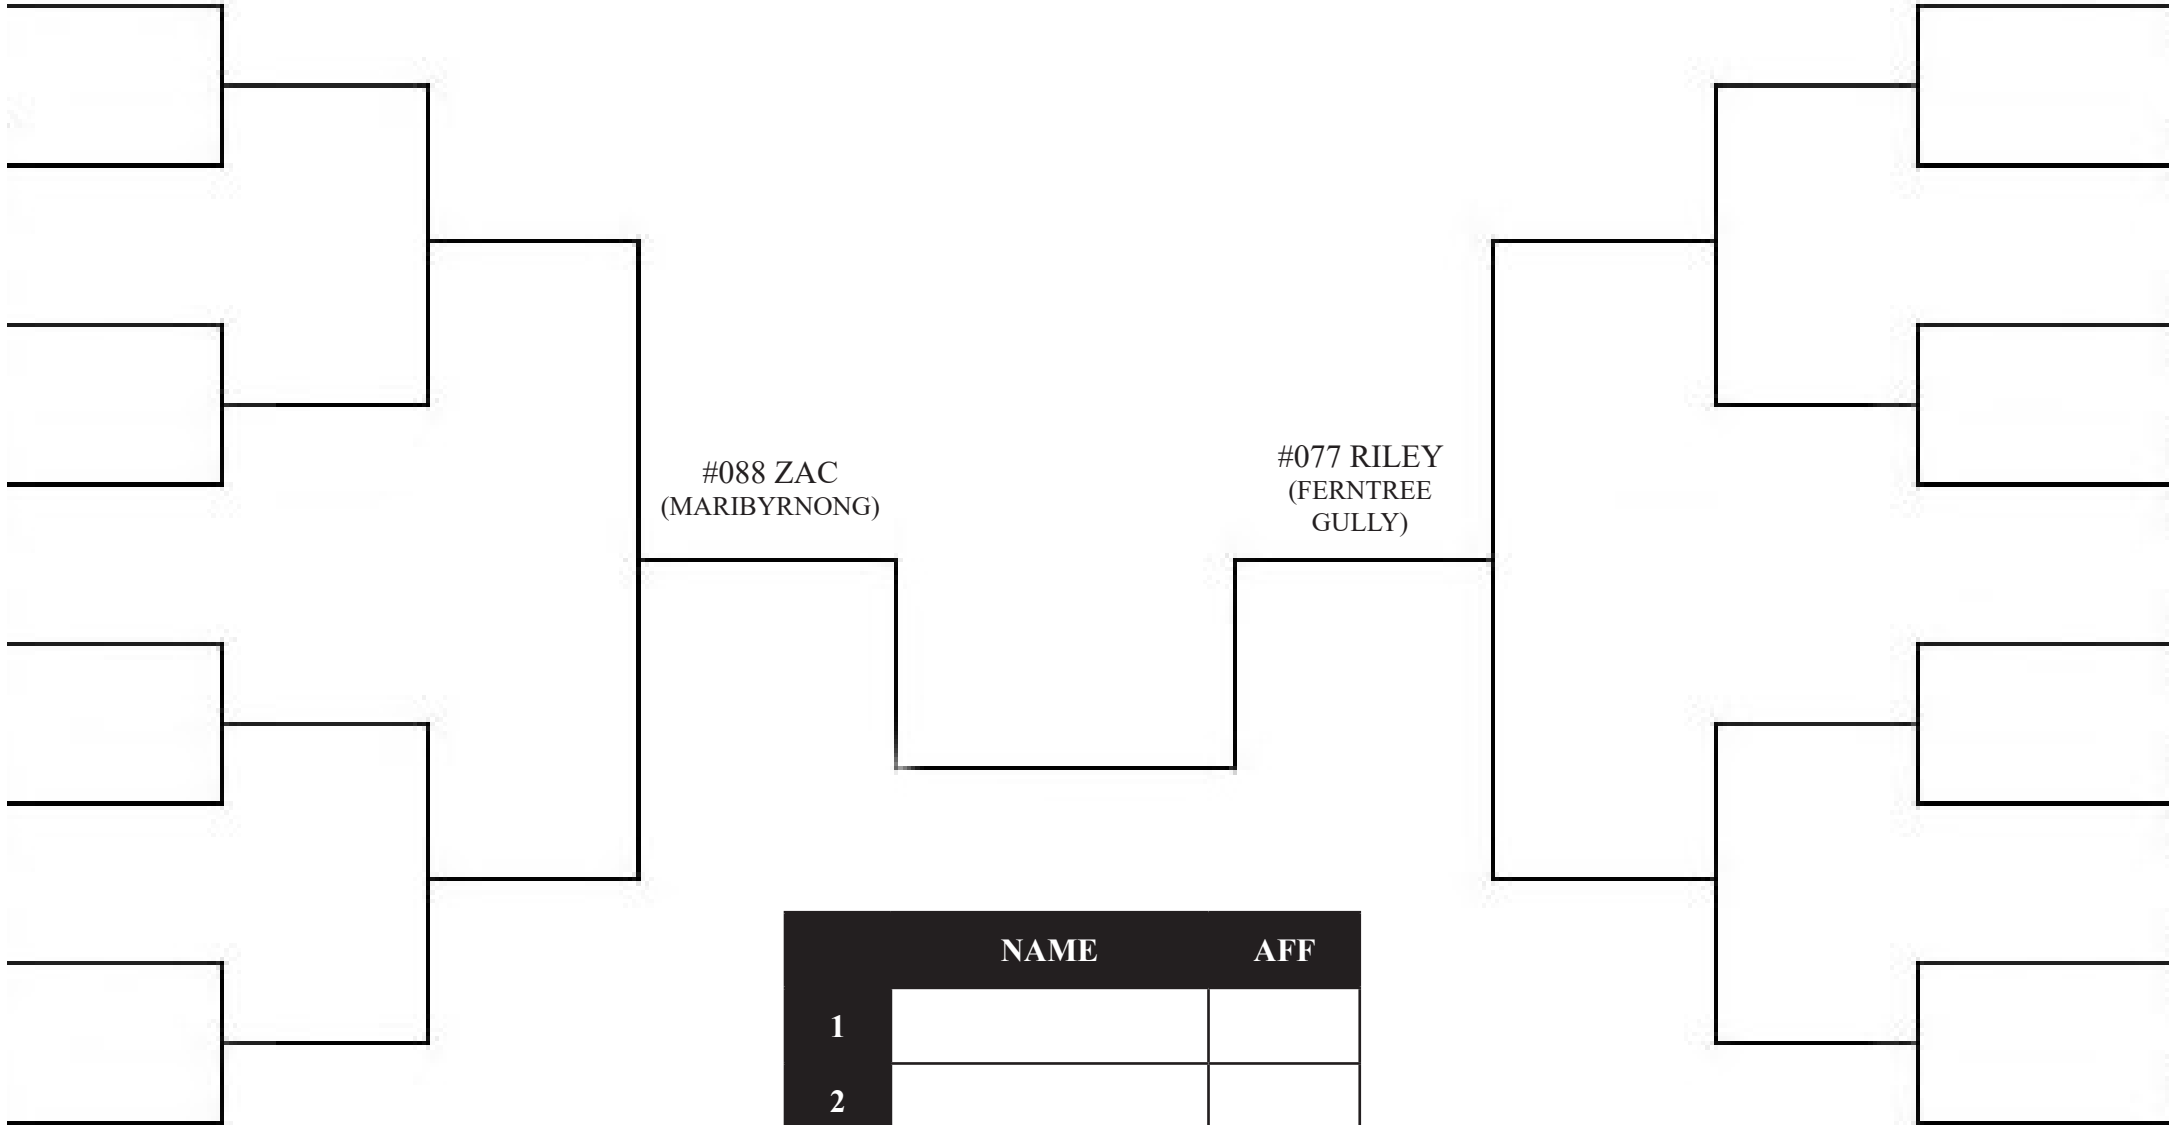 #088 ZAC
(MARIBYRNONG)
#077 RILEY
(FERNTREE
GULLY)
NAME AFF
1
2